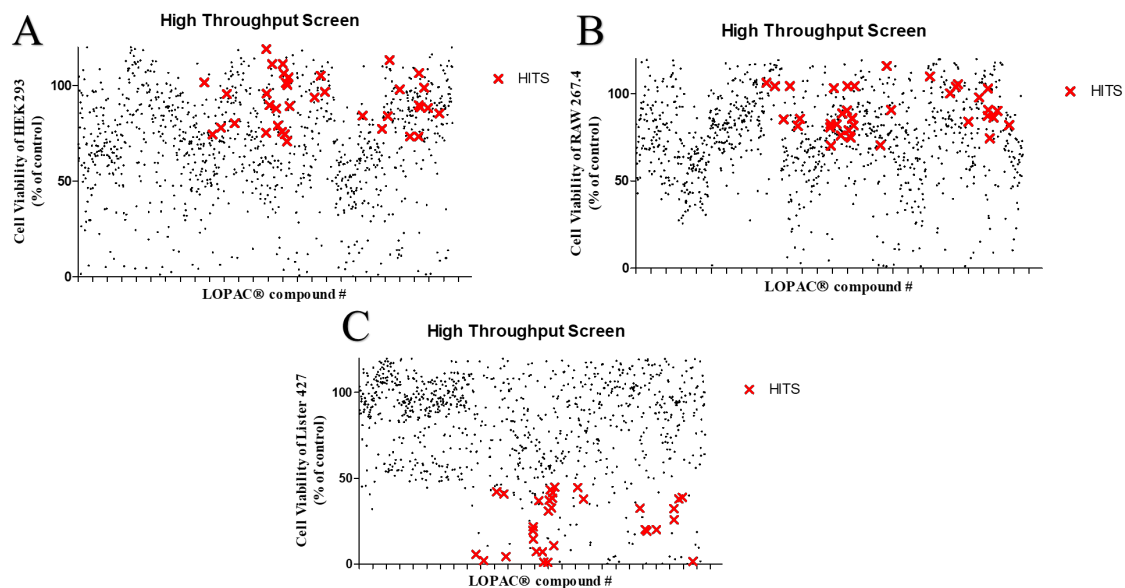 A
High Throughput Screen
Cell Viability of HEK293
(% of control)
100
50
0
HITS
LOPAC® compound #
B
High Throughput Screen
Cell Viability of RAW 267.4
(% of control)
100
50
0
HITS
LOPAC® compound #
C
High Throughput Screen
Cell Viability of Lister 427
(% of control)
100
50
0
HITS
LOPAC® compound #